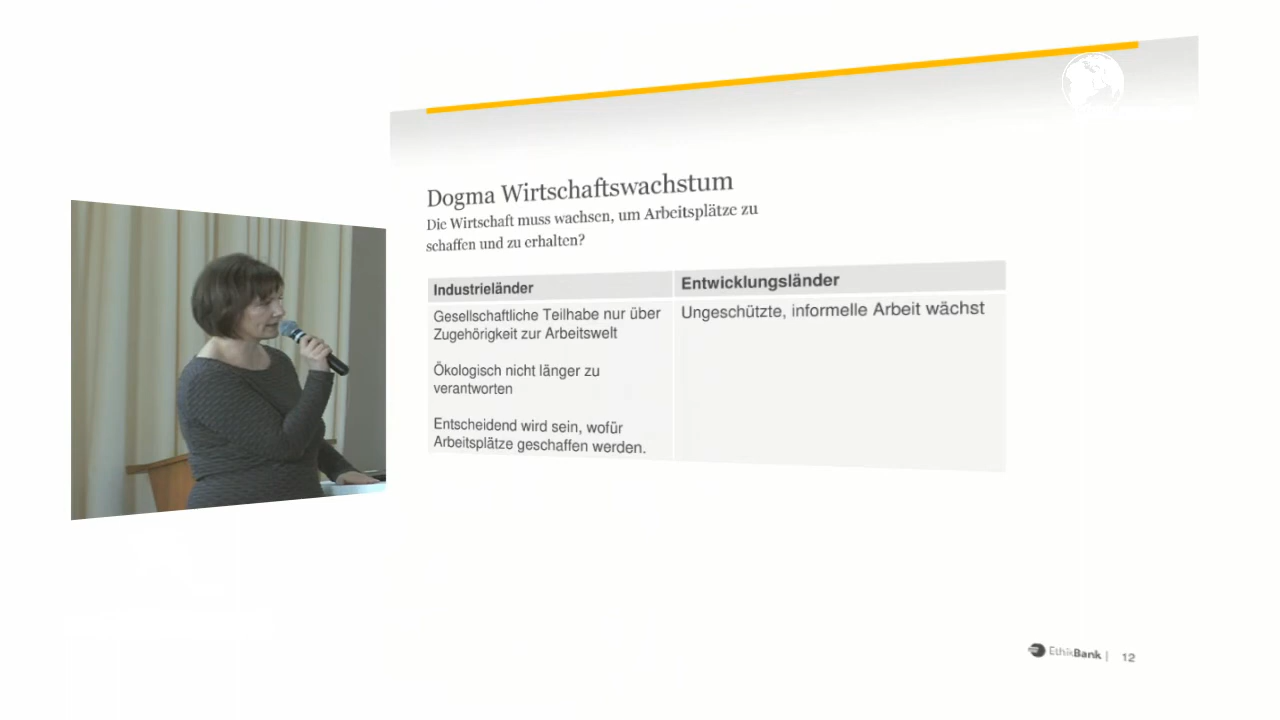 Dogma Wirtschaftswachstum
Die Wirtschaft muss wachsen, um Arbeitsplätze zu
schaffen und zu erhalten?
Industrieländer
Entwicklungsländer
Gesellschaftliche Teilhabe nur über
Zugehörigkeit zur Arbeitswelt
Ökologisch nicht länger zu
verantworten
Entscheidend wird sein, wofür
Arbeitsplätze geschaffen werden.
Ungeschützte, informelle Arbeit wächst
EthikBank | 12